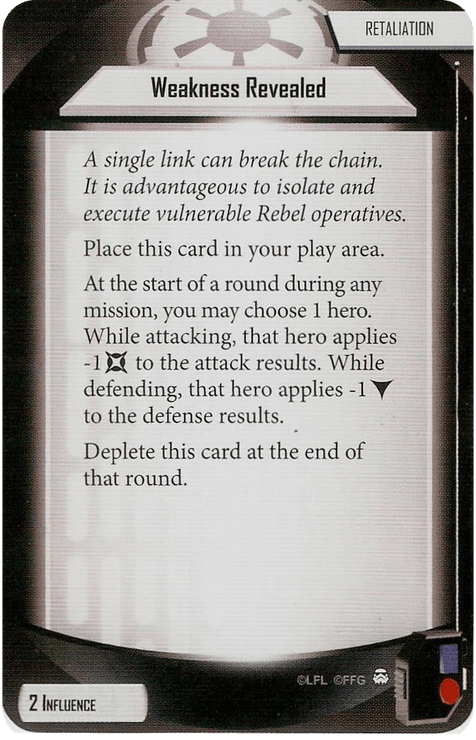 RETALIATION
Weakness Revealed
A single link can break the chain.
It is advantageous to isolate and
execute vulnerable Rebel operatives.
Place this card in your play area.
At the start of a round during any
mission, you may choose 1 hero.
While attacking, that hero applies
-1 to the attack results. While
defending, that hero applies -1
to the defense results.
Deplete this card at the end of
that round.
©LFL ©FFG
2 INFLUENCE